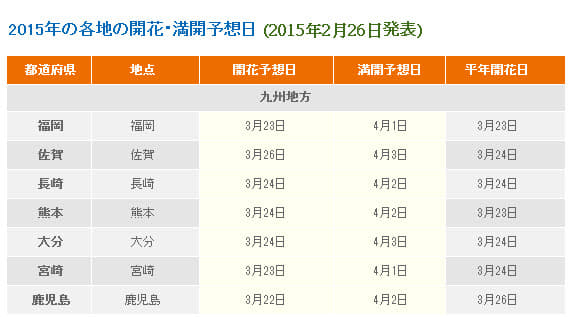 2015年の各地の開花・満開予想日 (2015年2月26日発表)
都道府県 地点 開花予想日 満開予想日 平年開花日
九州地方
福岡 福岡 3月23日 4月1日 3月23日
佐賀 佐賀 3月26日 4月3日 3月24日
長崎 長崎 3月24日 4月2日 3月24日
熊本 熊本 3月24日 4月2日 3月23日
大分 大分 3月24日 4月3日 3月24日
宮崎 宮崎 3月23日 4月1日 3月24日
鹿児島 鹿児島 3月22日 4月2日 3月26日